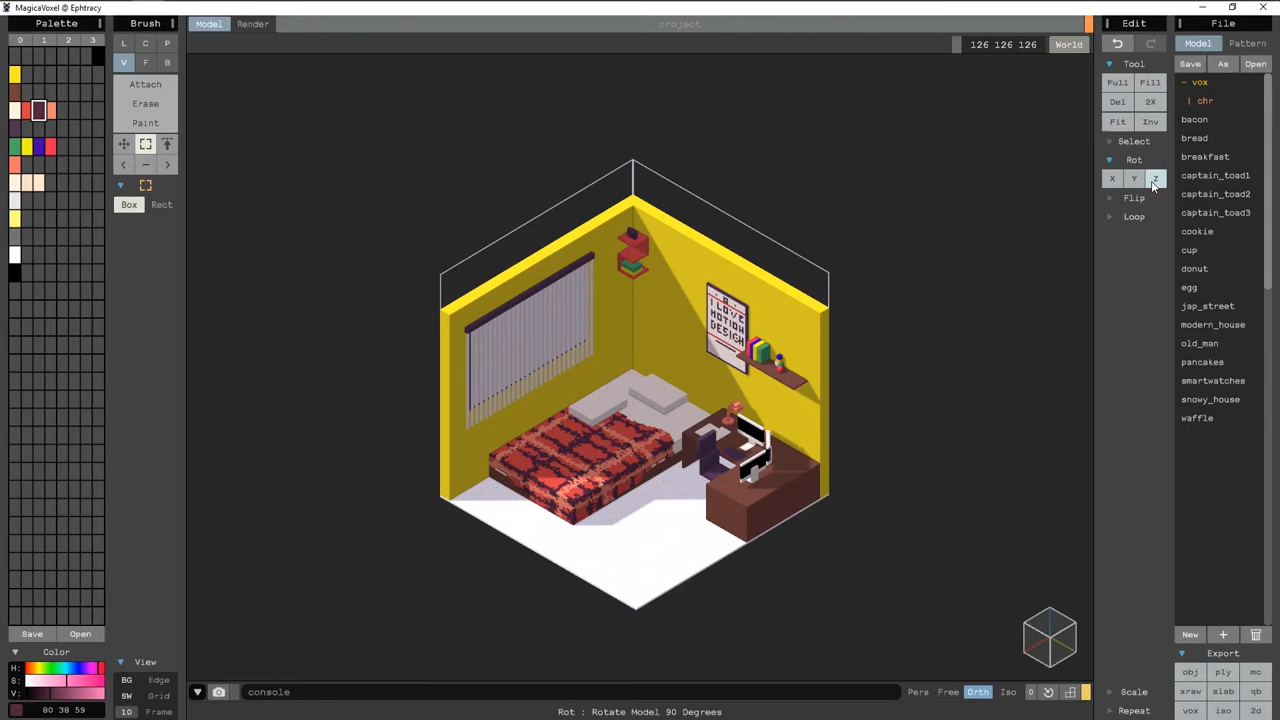 MagicaVoxel @ Ephtracy
Palette
0 1 2 3
Save Open
Color
H:
S:
V:
80 38 59
Brush
L C P
V F B
Attach
Erase
Paint
Box Rect
View
BG Edge
SW Grid
10 Frame
Model Render
project
126 126 126 World
I LOVE
MOTION
DESIGN
console
Pers Free Orth Iso 0
Rot : Rotate Model 90 Degrees
Edit
Tool
Full Fill
Del 2X
Fit Inv
Select
Rot
X Y Z
Flip
Loop
Scale
Repeat
File
Model Pattern
Save As Open
- vox
| chr
bacon
bread
breakfast
captain_toad1
captain_toad2
captain_toad3
cookie
cup
donut
egg
jap_street
modern_house
old_man
pancakes
smartwatches
snowy_house
waffle
New +
Export
obj ply mc
xraw slab qb
vox iso 2d